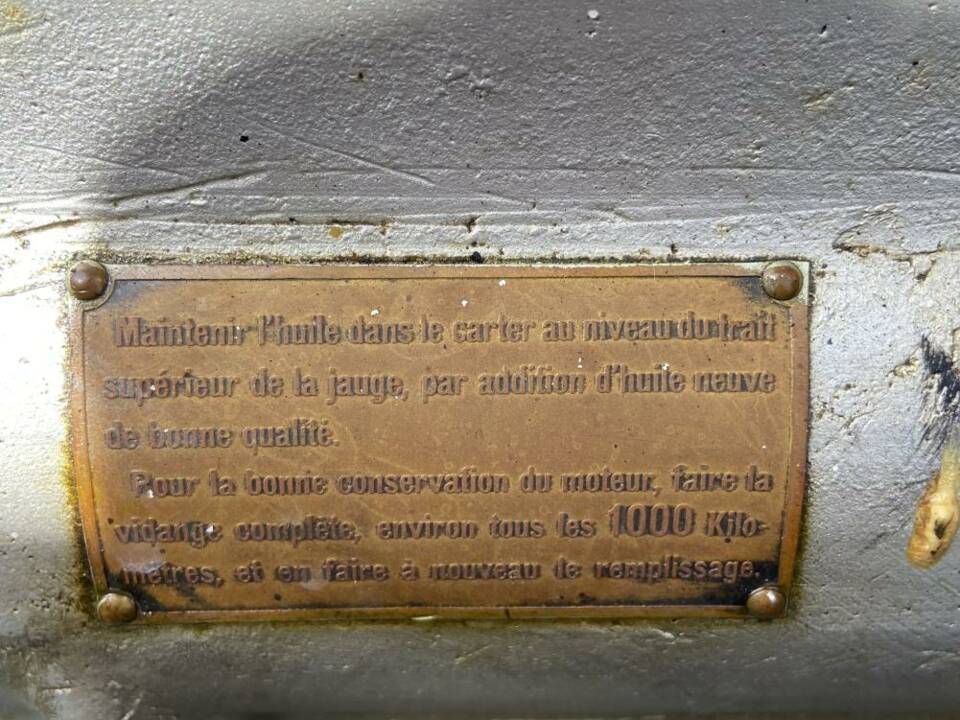 Maintenir l'huile dans le carter au niveau du trait
supérieur de la jauge, par addition d'huile neuve
de bonne qualité.
Pour la bonne conservation du moteur, faire la
vidange complète, environ tous les 1000 Kilo-
mètres, et en faire à nouveau le remplissage.